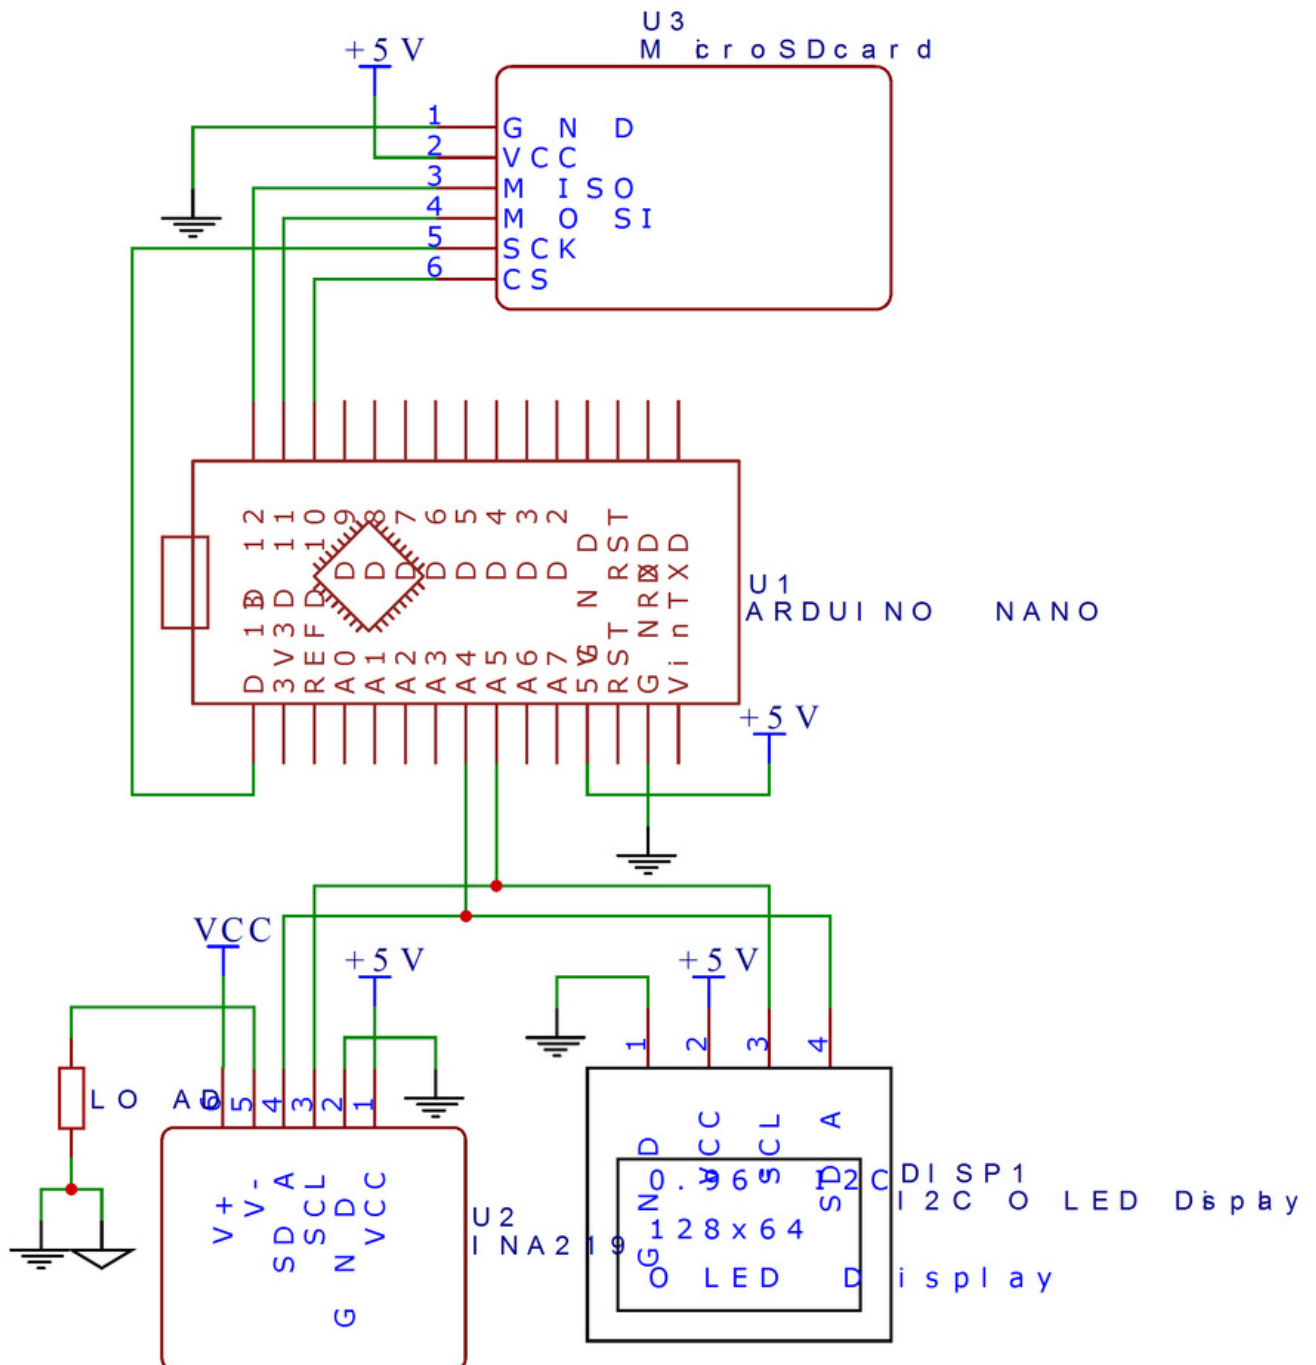 U3
MicroSDcard
+5V
1 GND
2 VCC
3 MISO
4 MOSI
5 SCK
6 CS
D12
D11
D10
D9
D8
D7
D6
D5
D4
D3
D2
GND
RST
RXD
TXD
D13
3V3
REF
A0
A1
A2
A3
A4
A5
A6
A7
5V
RST
GND
Vin
U1
ARDUINO NANO
+5V
VCC
+5V
+5V
LOAD
6
5
4
3
2
1
V+
V-
SDA
SCL
GND
VCC
U2
INA219
1
2
3
4
GND
VCC
SCL
SDA
0.96" I2C
128x64
OLED Display
DISP1
I2C OLED Display